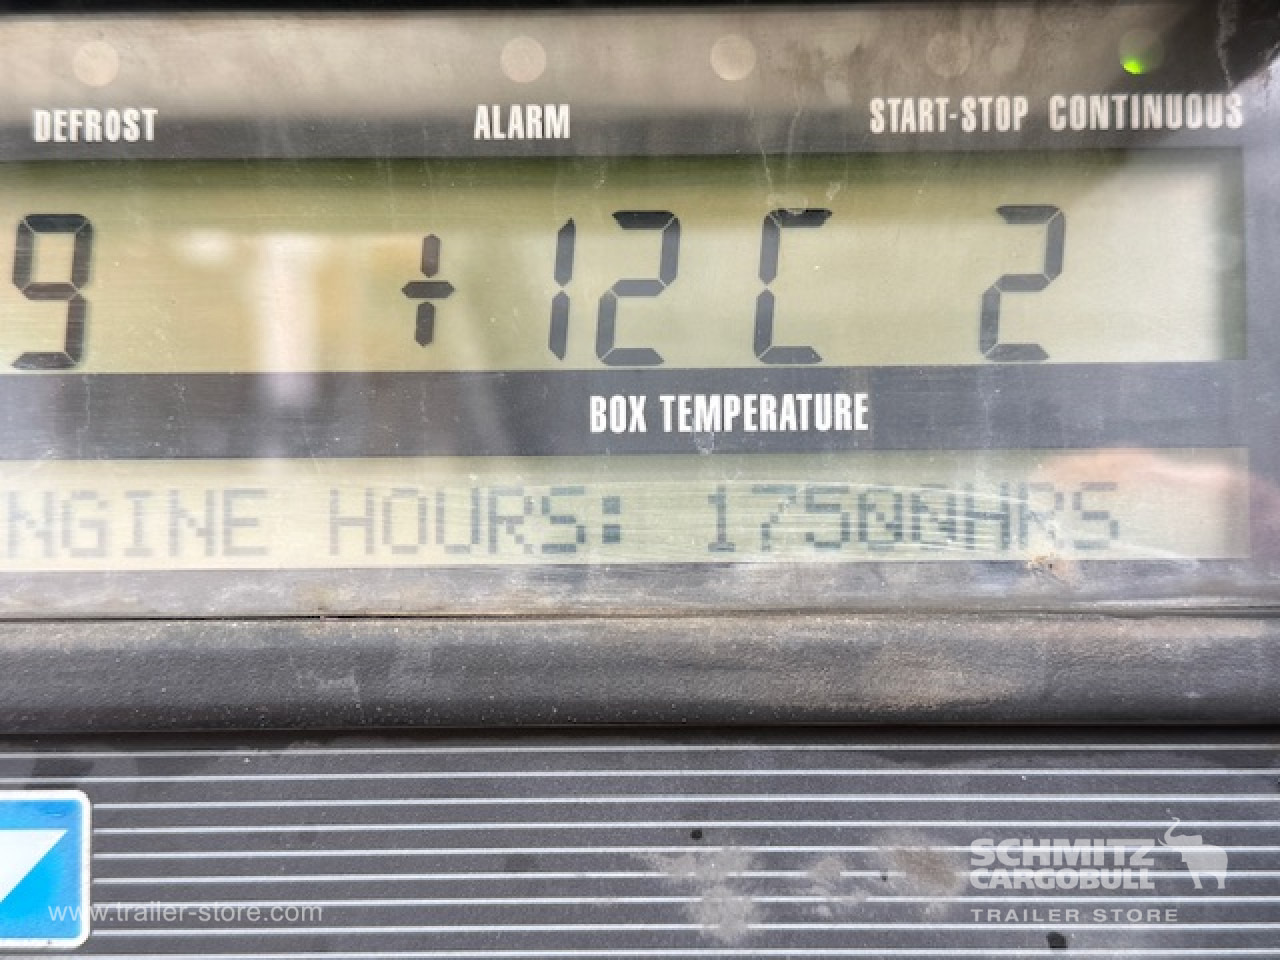 DEFROST ALARM START-STOP CONTINUOUS
9 +12C 2
BOX TEMPERATURE
NGINE HOURS: 17500HRS
SCHMITZ
CARGOBULL
www.trailer-store.com TRAILER STORE